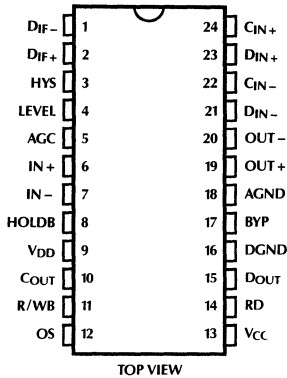 DIF− 1 24 CIN+
DIF+ 2 23 DIN+
HYS 3 22 CIN−
LEVEL 4 21 DIN−
AGC 5 20 OUT−
IN+ 6 19 OUT+
IN− 7 18 AGND
HOLDB 8 17 BYP
VDD 9 16 DGND
COUT 10 15 DOUT
R/WB 11 14 RD
OS 12 13 VCC
TOP VIEW